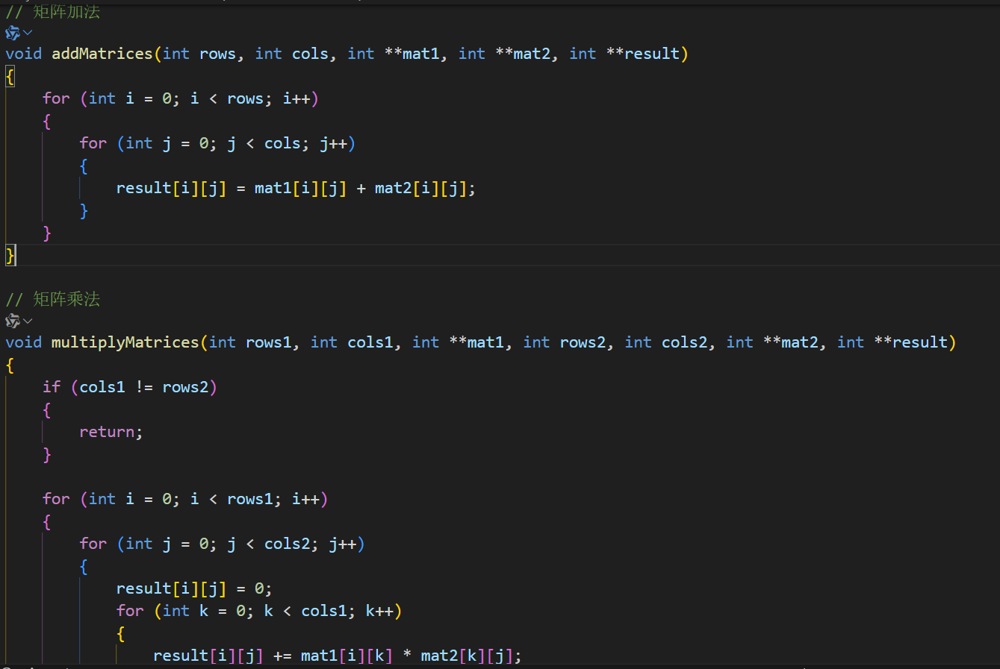 // 矩阵加法
void addMatrices(int rows, int cols, int **mat1, int **mat2, int **result)
{
    for (int i = 0; i < rows; i++)
    {
        for (int j = 0; j < cols; j++)
        {
            result[i][j] = mat1[i][j] + mat2[i][j];
        }
    }
}
// 矩阵乘法
void multiplyMatrices(int rows1, int cols1, int **mat1, int rows2, int cols2, int **mat2, int **result)
{
    if (cols1 != rows2)
    {
        return;
    }
    for (int i = 0; i < rows1; i++)
    {
        for (int j = 0; j < cols2; j++)
        {
            result[i][j] = 0;
            for (int k = 0; k < cols1; k++)
            {
                result[i][j] += mat1[i][k] * mat2[k][j];